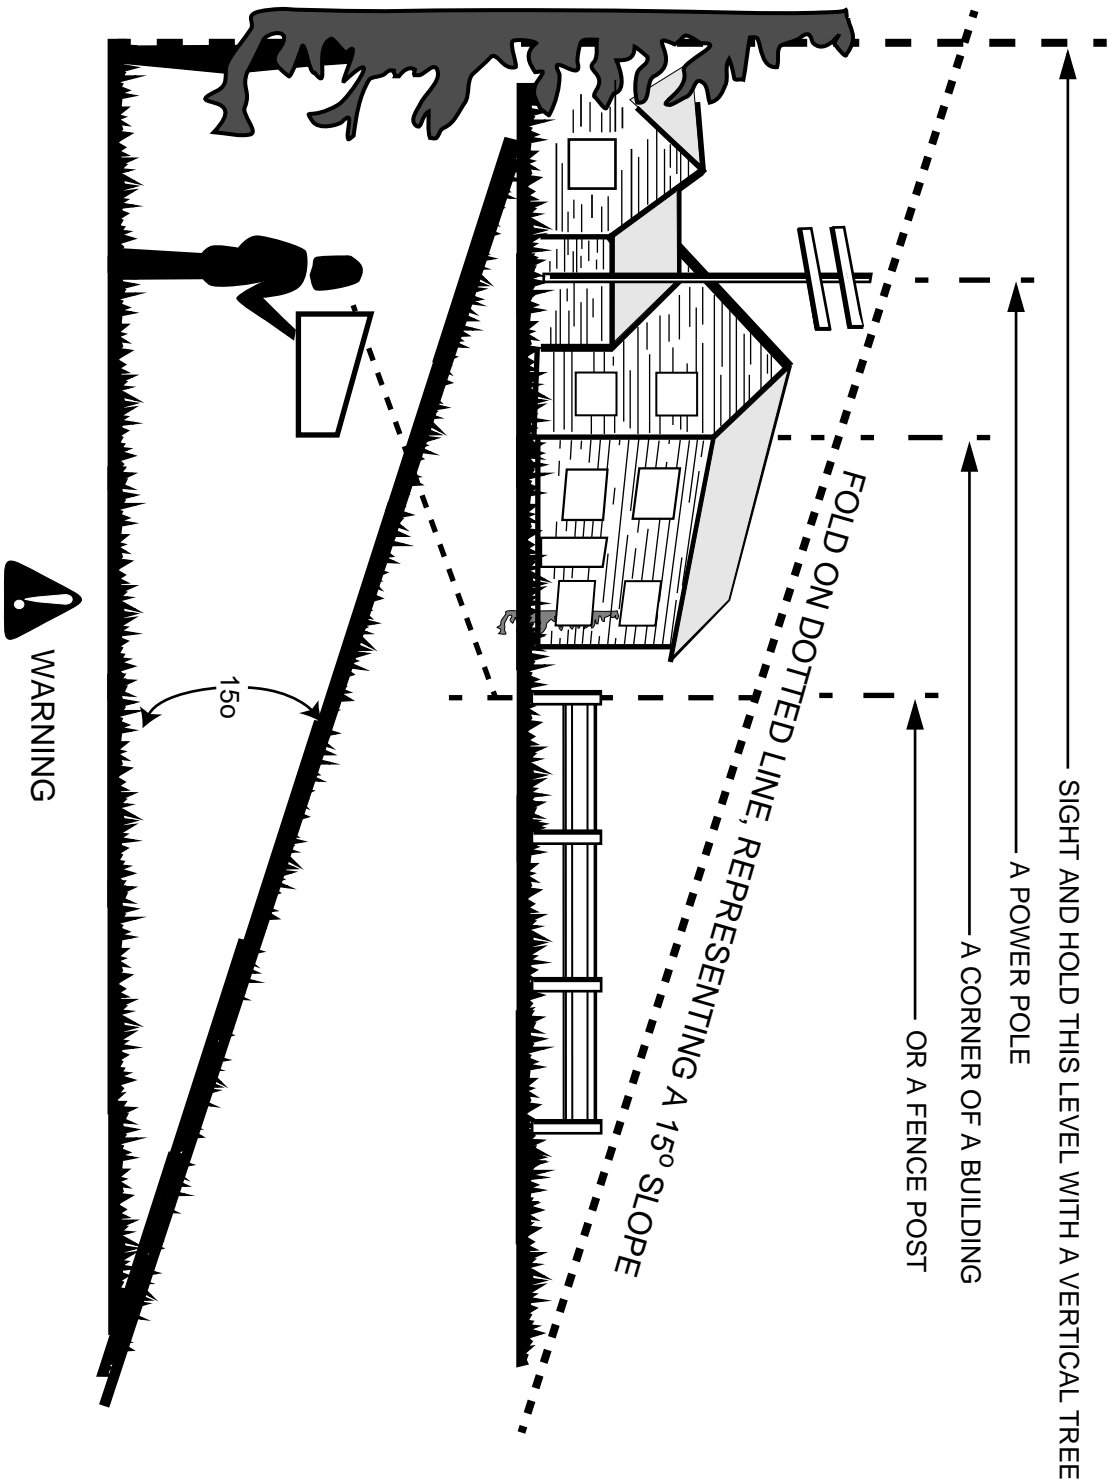 SIGHT AND HOLD THIS LEVEL WITH A VERTICAL TREE
A POWER POLE
A CORNER OF A BUILDING
OR A FENCE POST
FOLD ON DOTTED LINE, REPRESENTING A 15º SLOPE
15o
WARNING